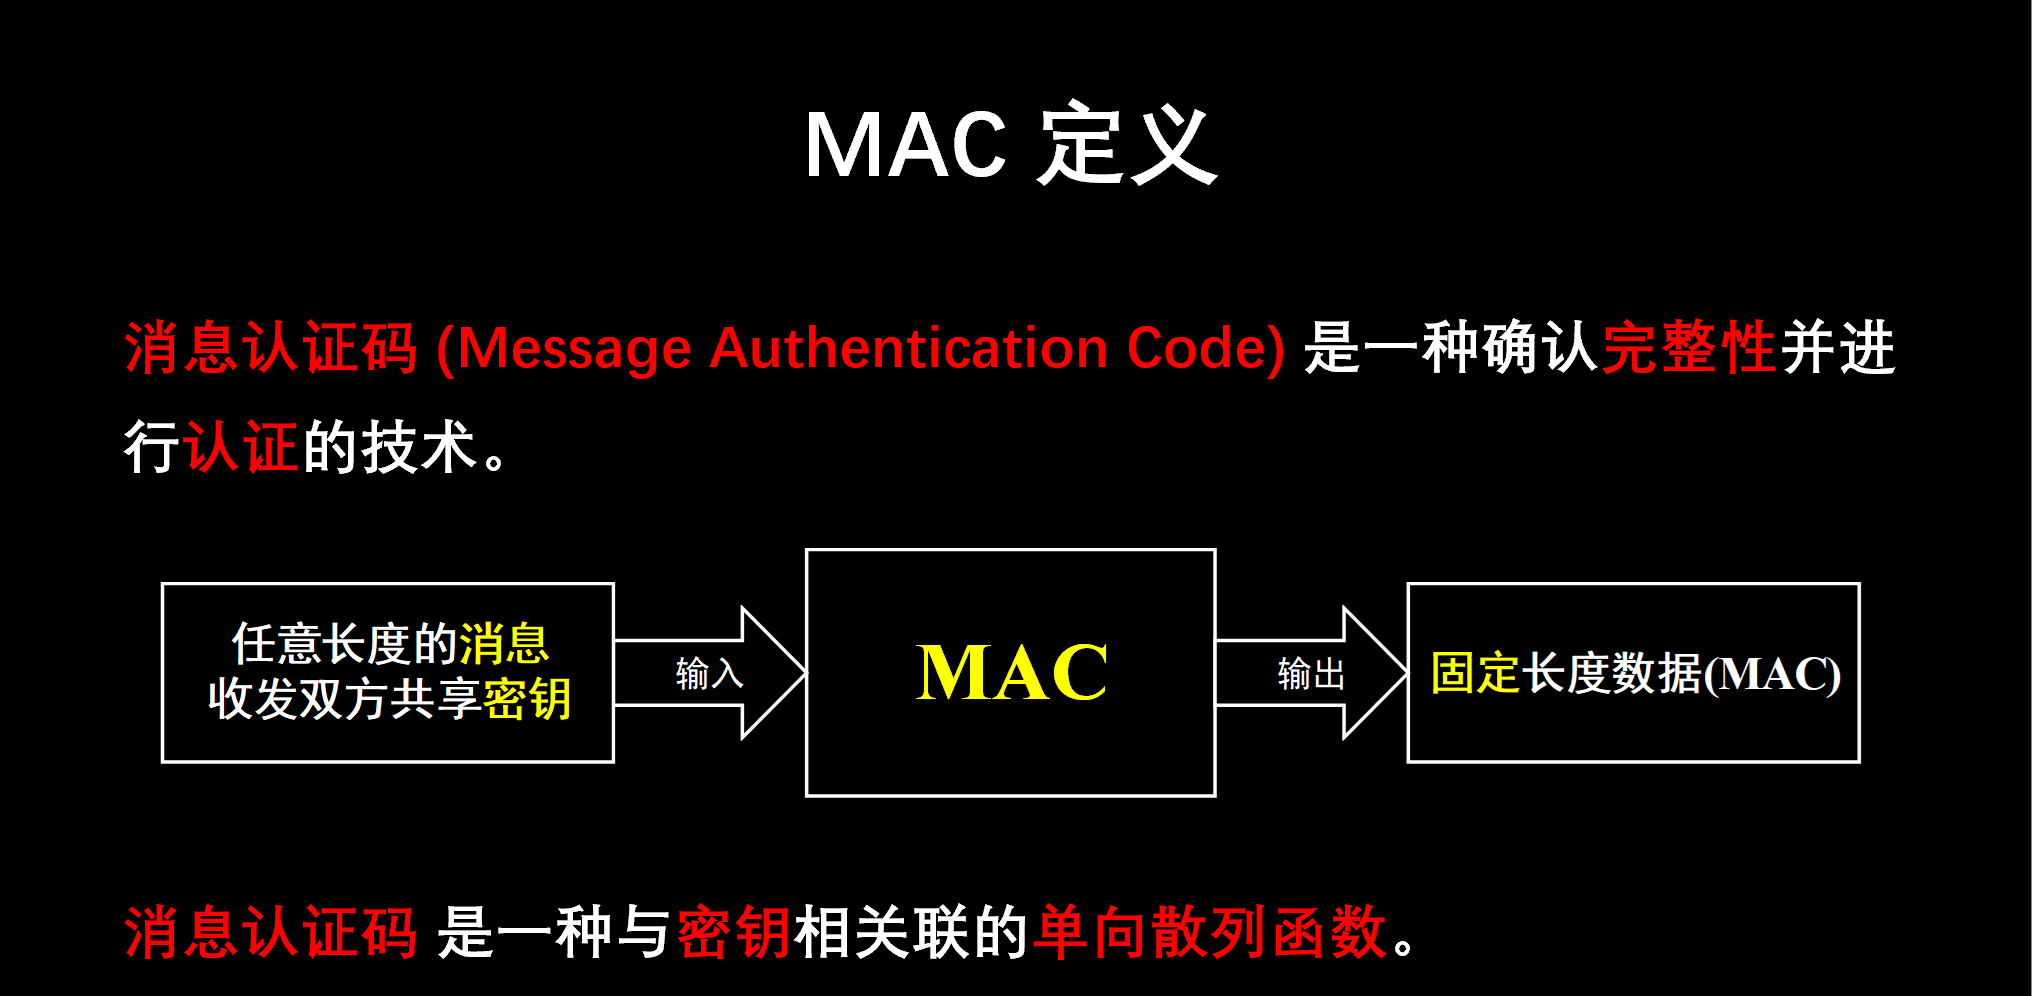 MAC 定义
消息认证码 (Message Authentication Code) 是一种确认完整性并进
行认证的技术。
任意长度的消息
收发双方共享密钥
输入
MAC
输出
固定长度数据(MAC)
消息认证码 是一种与密钥相关联的单向散列函数。